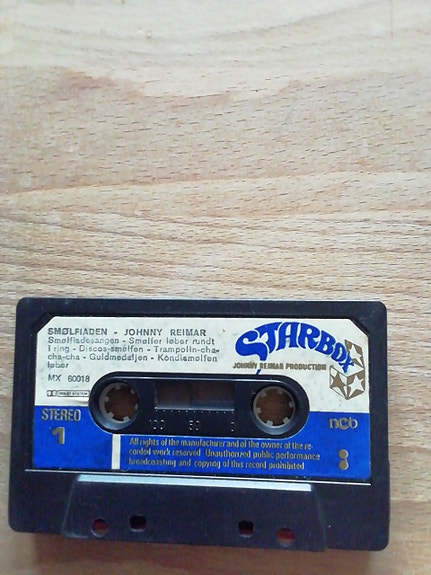 SMØLFIADEN - JOHNNY REIMAR
Smølfiadesangen - Smølfer løber rundt
i ring - Discos-smølfen - Trampolin-cha-
cha-cha - Guldmedaljen - Kondismølfen
løber
MX 60018
DOLBY SYSTEM
STARBOX
JOHNNY REIMAR PRODUCTION
STEREO
1
100 50 0
ncb
All rights of the manufacturer and of the owner of the re-
corded work reserved. Unauthorized public performance
broadcasting and copying of this record prohibited